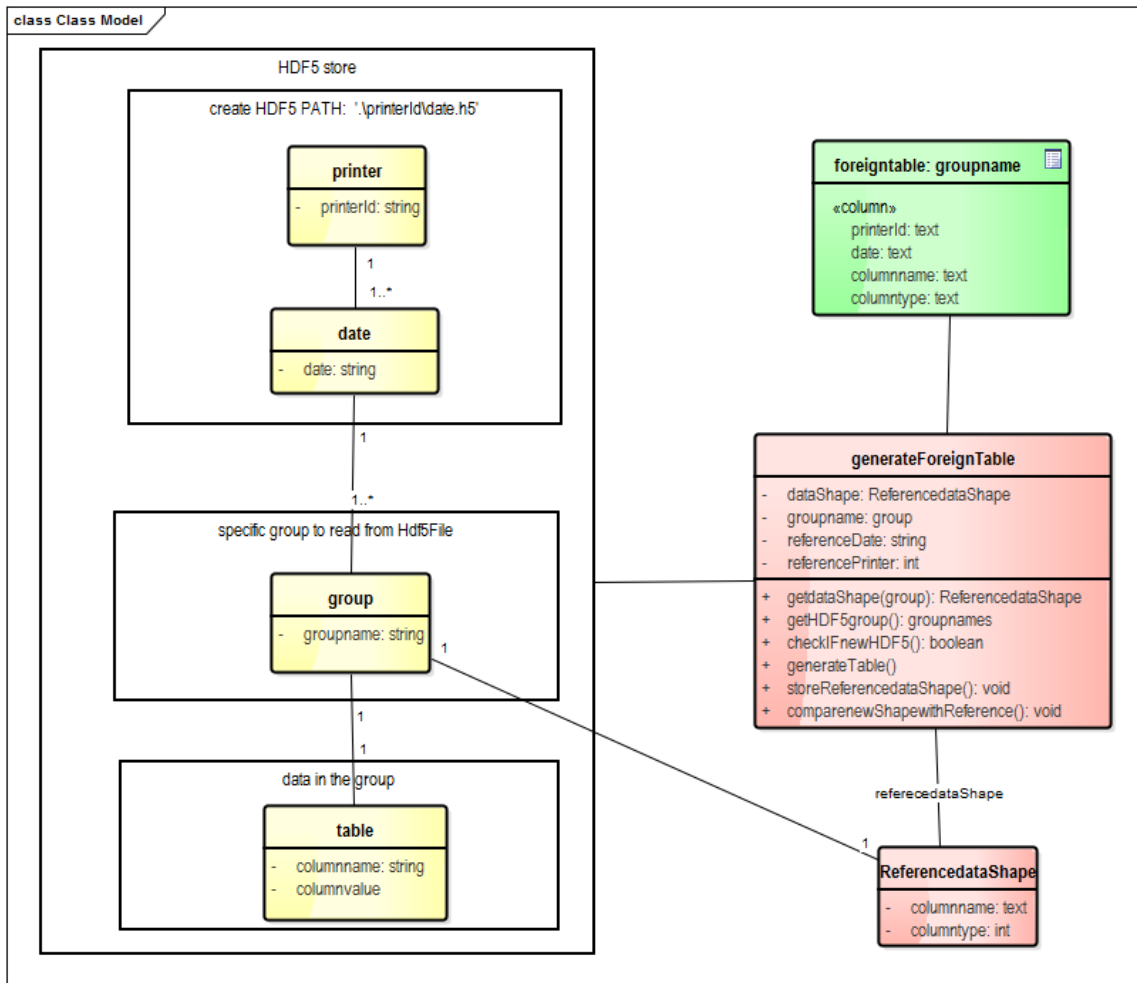 class Class Model
HDF5 store
create HDF5 PATH: '.\printerId\date.h5'
printer
- printerId: string
1
1..*
date
- date: string
1
1..*
specific group to read from Hdf5File
group
- groupname: string
1
1
1
data in the group
table
- columnname: string
- columnvalue
foreigntable: groupname
«column»
printerId: text
date: text
columnname: text
columntype: text
generateForeignTable
- dataShape: ReferencedataShape
- groupname: group
- referenceDate: string
- referencePrinter: int
+ getdataShape(group): ReferencedataShape
+ getHDF5group(): groupnames
+ checkIFnewHDF5(): boolean
+ generateTable()
+ storeReferencedataShape(): void
+ comparenewShapewithReference(): void
referecedataShape
1
ReferencedataShape
- columnname: text
- columntype: int